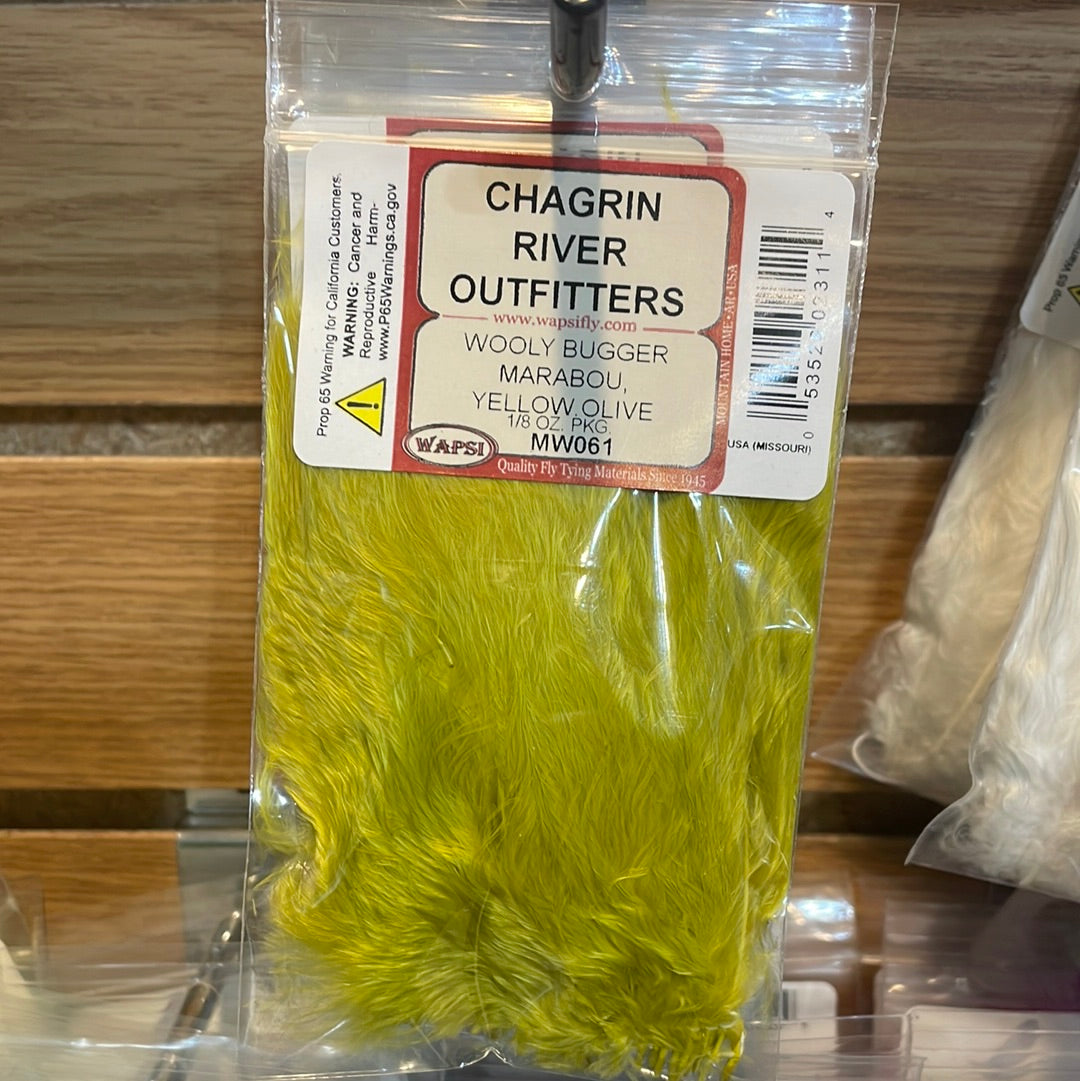 Prop 65 Warning for California Customers.
WARNING: Cancer and
Reproductive Harm-
www.P65Warnings.ca.gov
CHAGRIN
RIVER
OUTFITTERS
www.wapsifly.com
WOOLY BUGGER
MARABOU,
YELLOW OLIVE
1/8 OZ. PKG.
MW061
WAPSI
Quality Fly Tying Materials Since 1945
MOUNTAIN HOME•AR•USA
USA (MISSOURI)
Prop 65 Warning